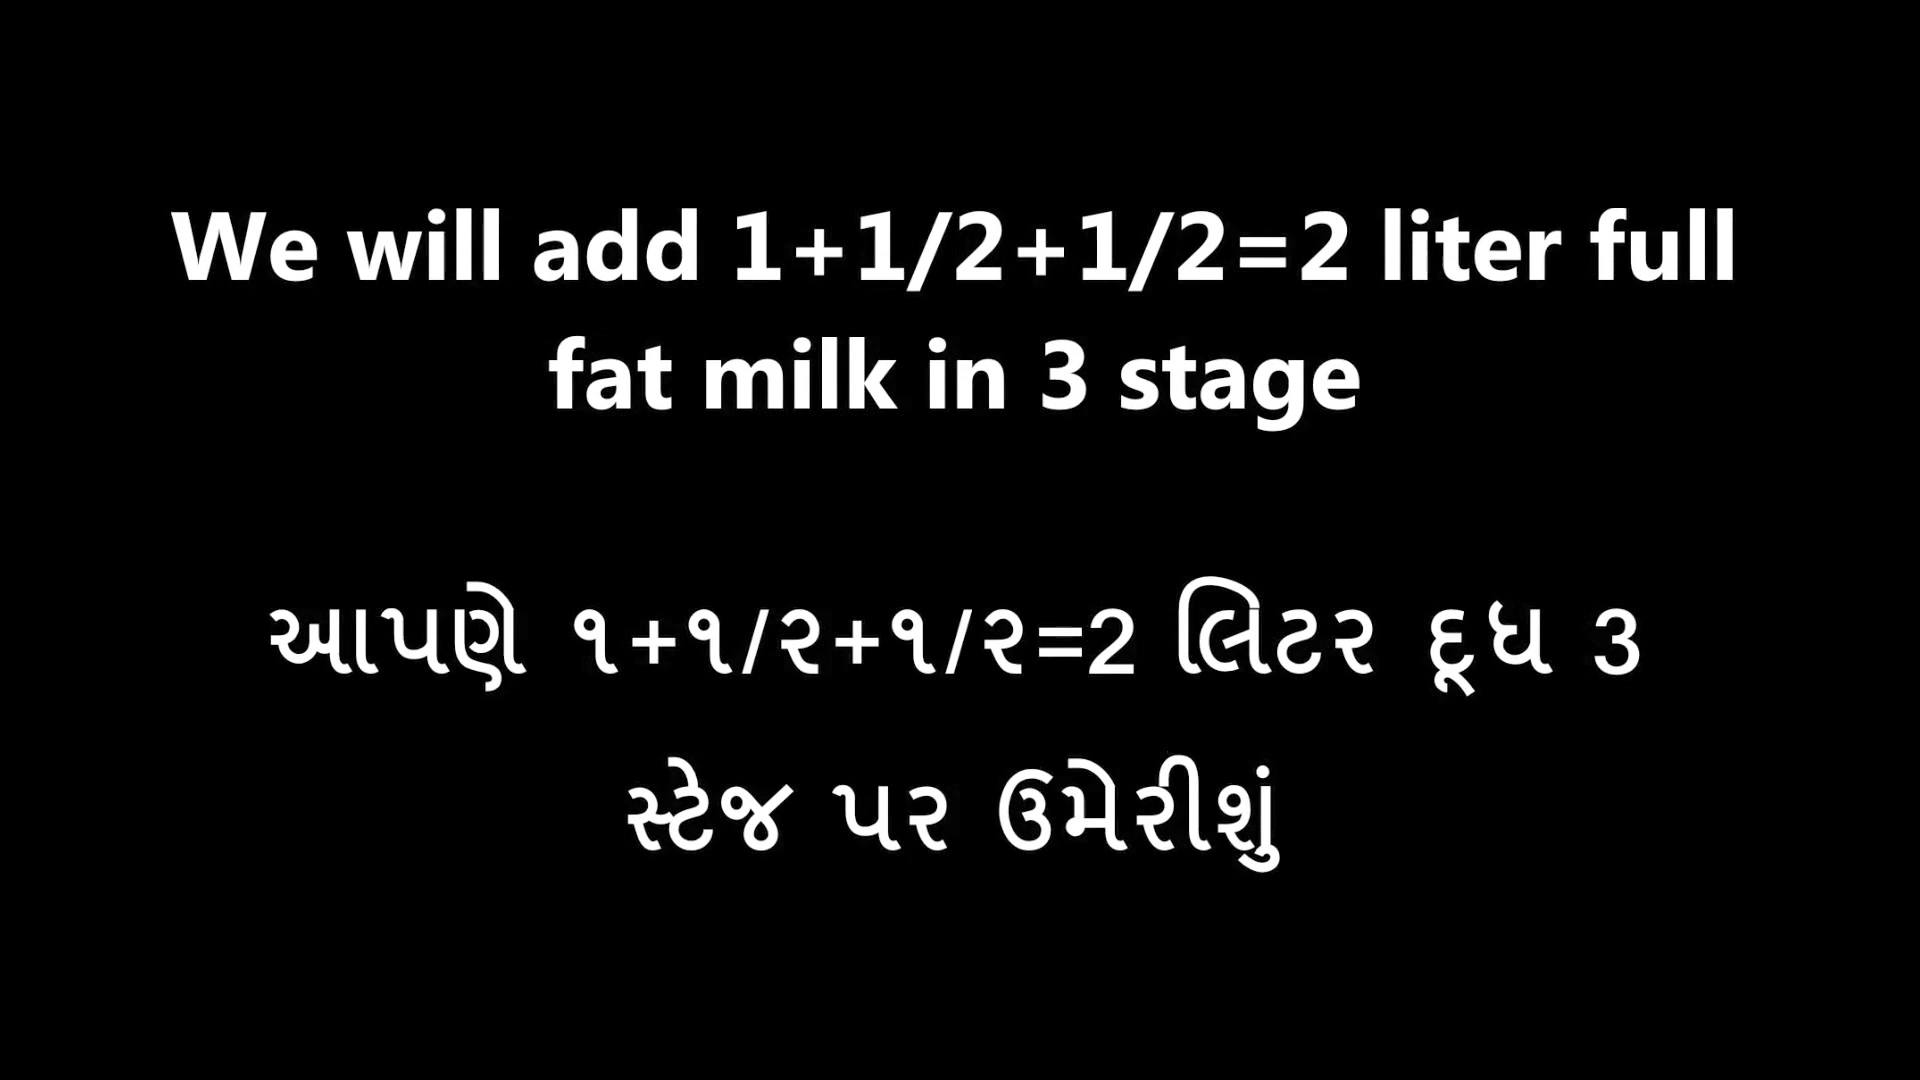 We will add 1+1/2+1/2=2 liter full
fat milk in 3 stage
આપણે ૧+૧/૨+૧/૨=2 લિટર દૂધ 3
સ્ટેજ પર ઉમેરીશું